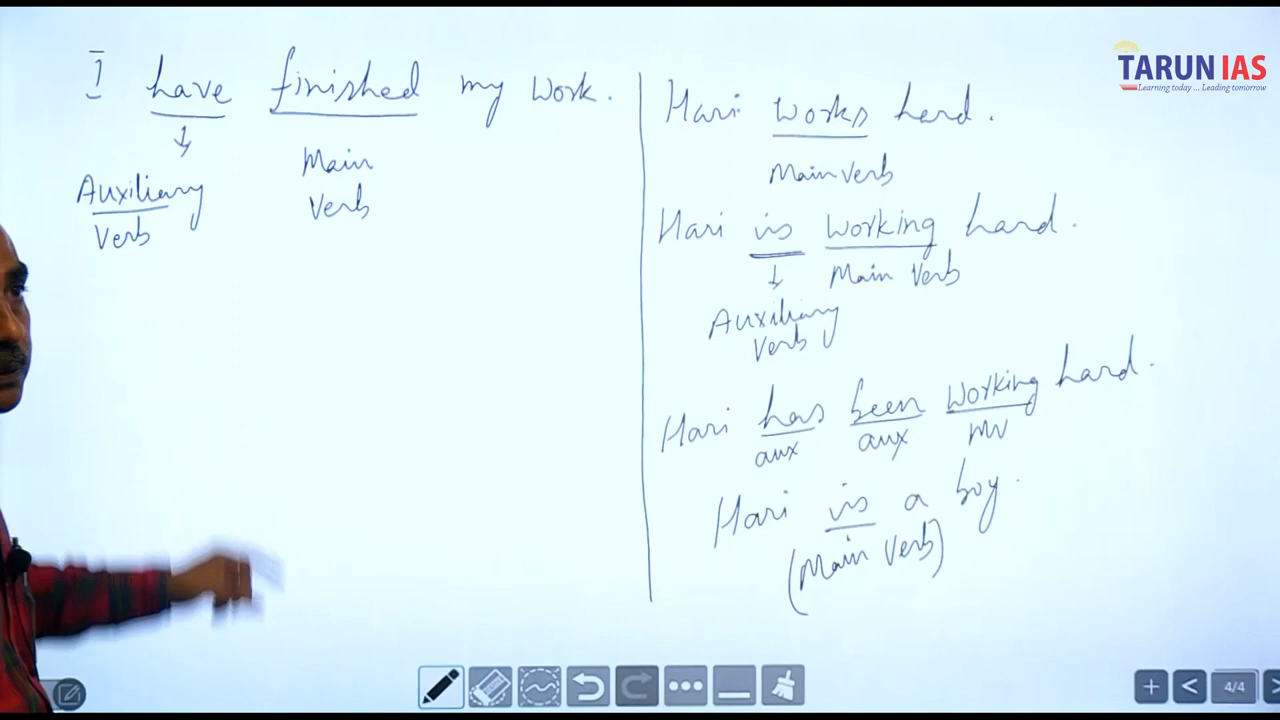 I have finished my work.
Auxiliary Main
Verb Verb
Hari works hard.
Main Verb
Hari is working hard.
Main Verb
Auxiliary
Verb
Hari has been working hard.
aux aux MV
Hari is a boy.
(Main Verb)
TARUN IAS
Learning today ... Leading tomorrow
4/4